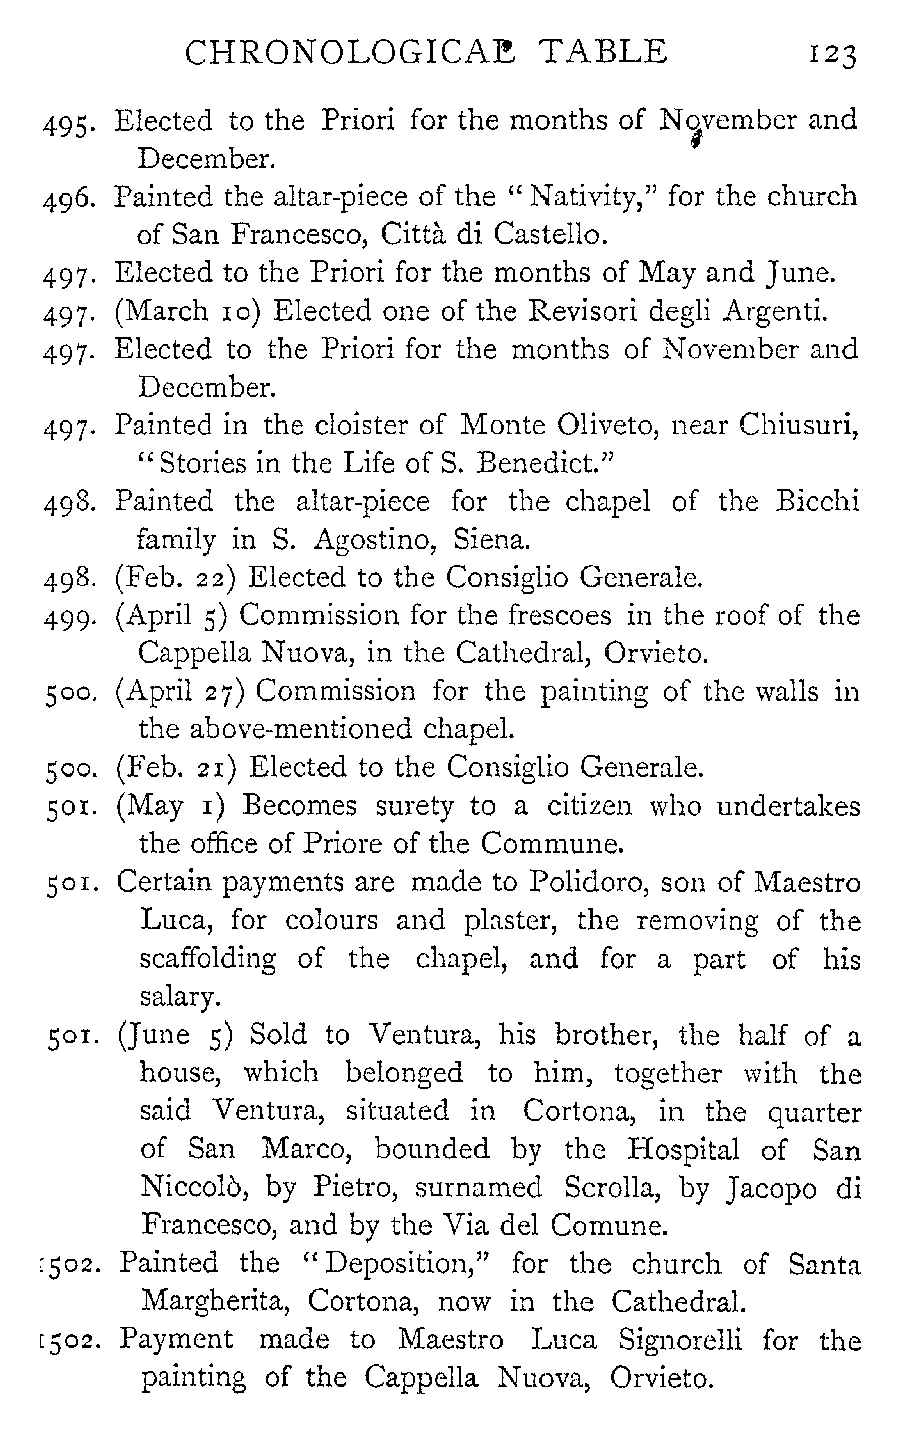 CHRONOLOGICAL TABLE 123
495. Elected to the Priori for the months of November and
December.
496. Painted the altar-piece of the “Nativity,” for the church
of San Francesco, Città di Castello.
497. Elected to the Priori for the months of May and June.
497. (March 10) Elected one of the Revisori degli Argenti.
497. Elected to the Priori for the months of November and
December.
497. Painted in the cloister of Monte Oliveto, near Chiusuri,
“Stories in the Life of S. Benedict.”
498. Painted the altar-piece for the chapel of the Bicchi
family in S. Agostino, Siena.
498. (Feb. 22) Elected to the Consiglio Generale.
499. (April 5) Commission for the frescoes in the roof of the
Cappella Nuova, in the Cathedral, Orvieto.
500. (April 27) Commission for the painting of the walls in
the above-mentioned chapel.
500. (Feb. 21) Elected to the Consiglio Generale.
501. (May 1) Becomes surety to a citizen who undertakes
the office of Priore of the Commune.
501. Certain payments are made to Polidoro, son of Maestro
Luca, for colours and plaster, the removing of the
scaffolding of the chapel, and for a part of his
salary.
501. (June 5) Sold to Ventura, his brother, the half of a
house, which belonged to him, together with the
said Ventura, situated in Cortona, in the quarter
of San Marco, bounded by the Hospital of San
Niccolò, by Pietro, surnamed Scrolla, by Jacopo di
Francesco, and by the Via del Comune.
1502. Painted the “Deposition,” for the church of Santa
Margherita, Cortona, now in the Cathedral.
1502. Payment made to Maestro Luca Signorelli for the
painting of the Cappella Nuova, Orvieto.